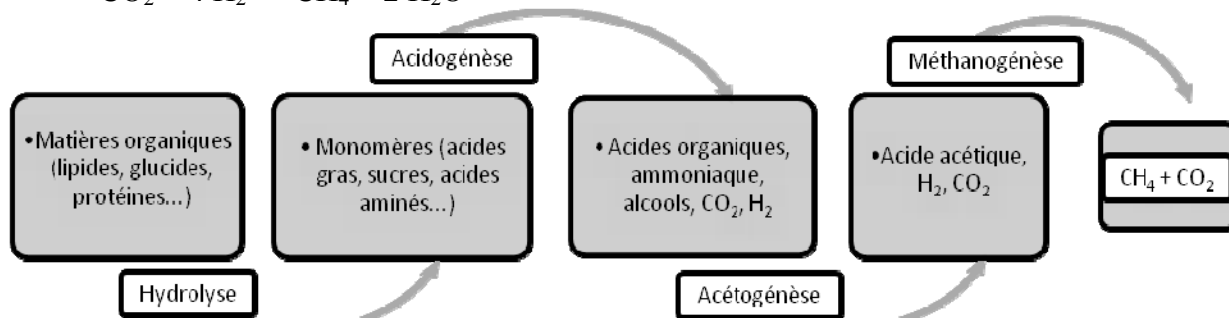 Acidogénèse
Méthanogénèse
•Matières organiques
(lipides, glucides,
protéines...)
• Monomères (acides
gras, sucres, acides
aminés...)
• Acides organiques,
ammoniaque,
alcools, CO₂, H₂
•Acide acétique,
H₂, CO₂
CH₄ + CO₂
Hydrolyse
Acétogénèse